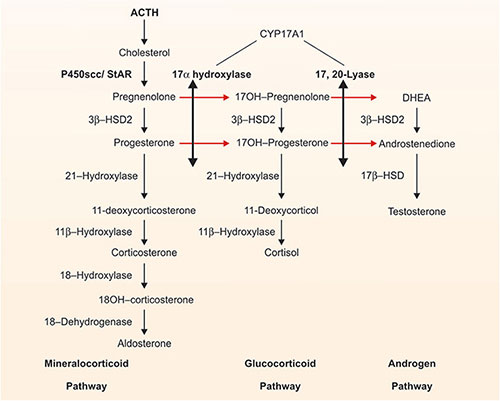 ACTH
CYP17A1
Cholesterol
P450scc/ StAR
17α hydroxylase
17, 20-Lyase
Pregnenolone
17OH–Pregnenolone
DHEA
3β–HSD2
3β–HSD2
3β–HSD2
Progesterone
17OH–Progesterone
Androstenedione
21–Hydroxylase
21–Hydroxylase
17β–HSD
11-deoxycorticosterone
11-Deoxycorticol
Testosterone
11β–Hydroxylase
11β–Hydroxylase
Corticosterone
Cortisol
18–Hydroxylase
18OH–corticosterone
18–Dehydrogenase
Aldosterone
Mineralocorticoid
Glucocorticoid
Androgen
Pathway
Pathway
Pathway